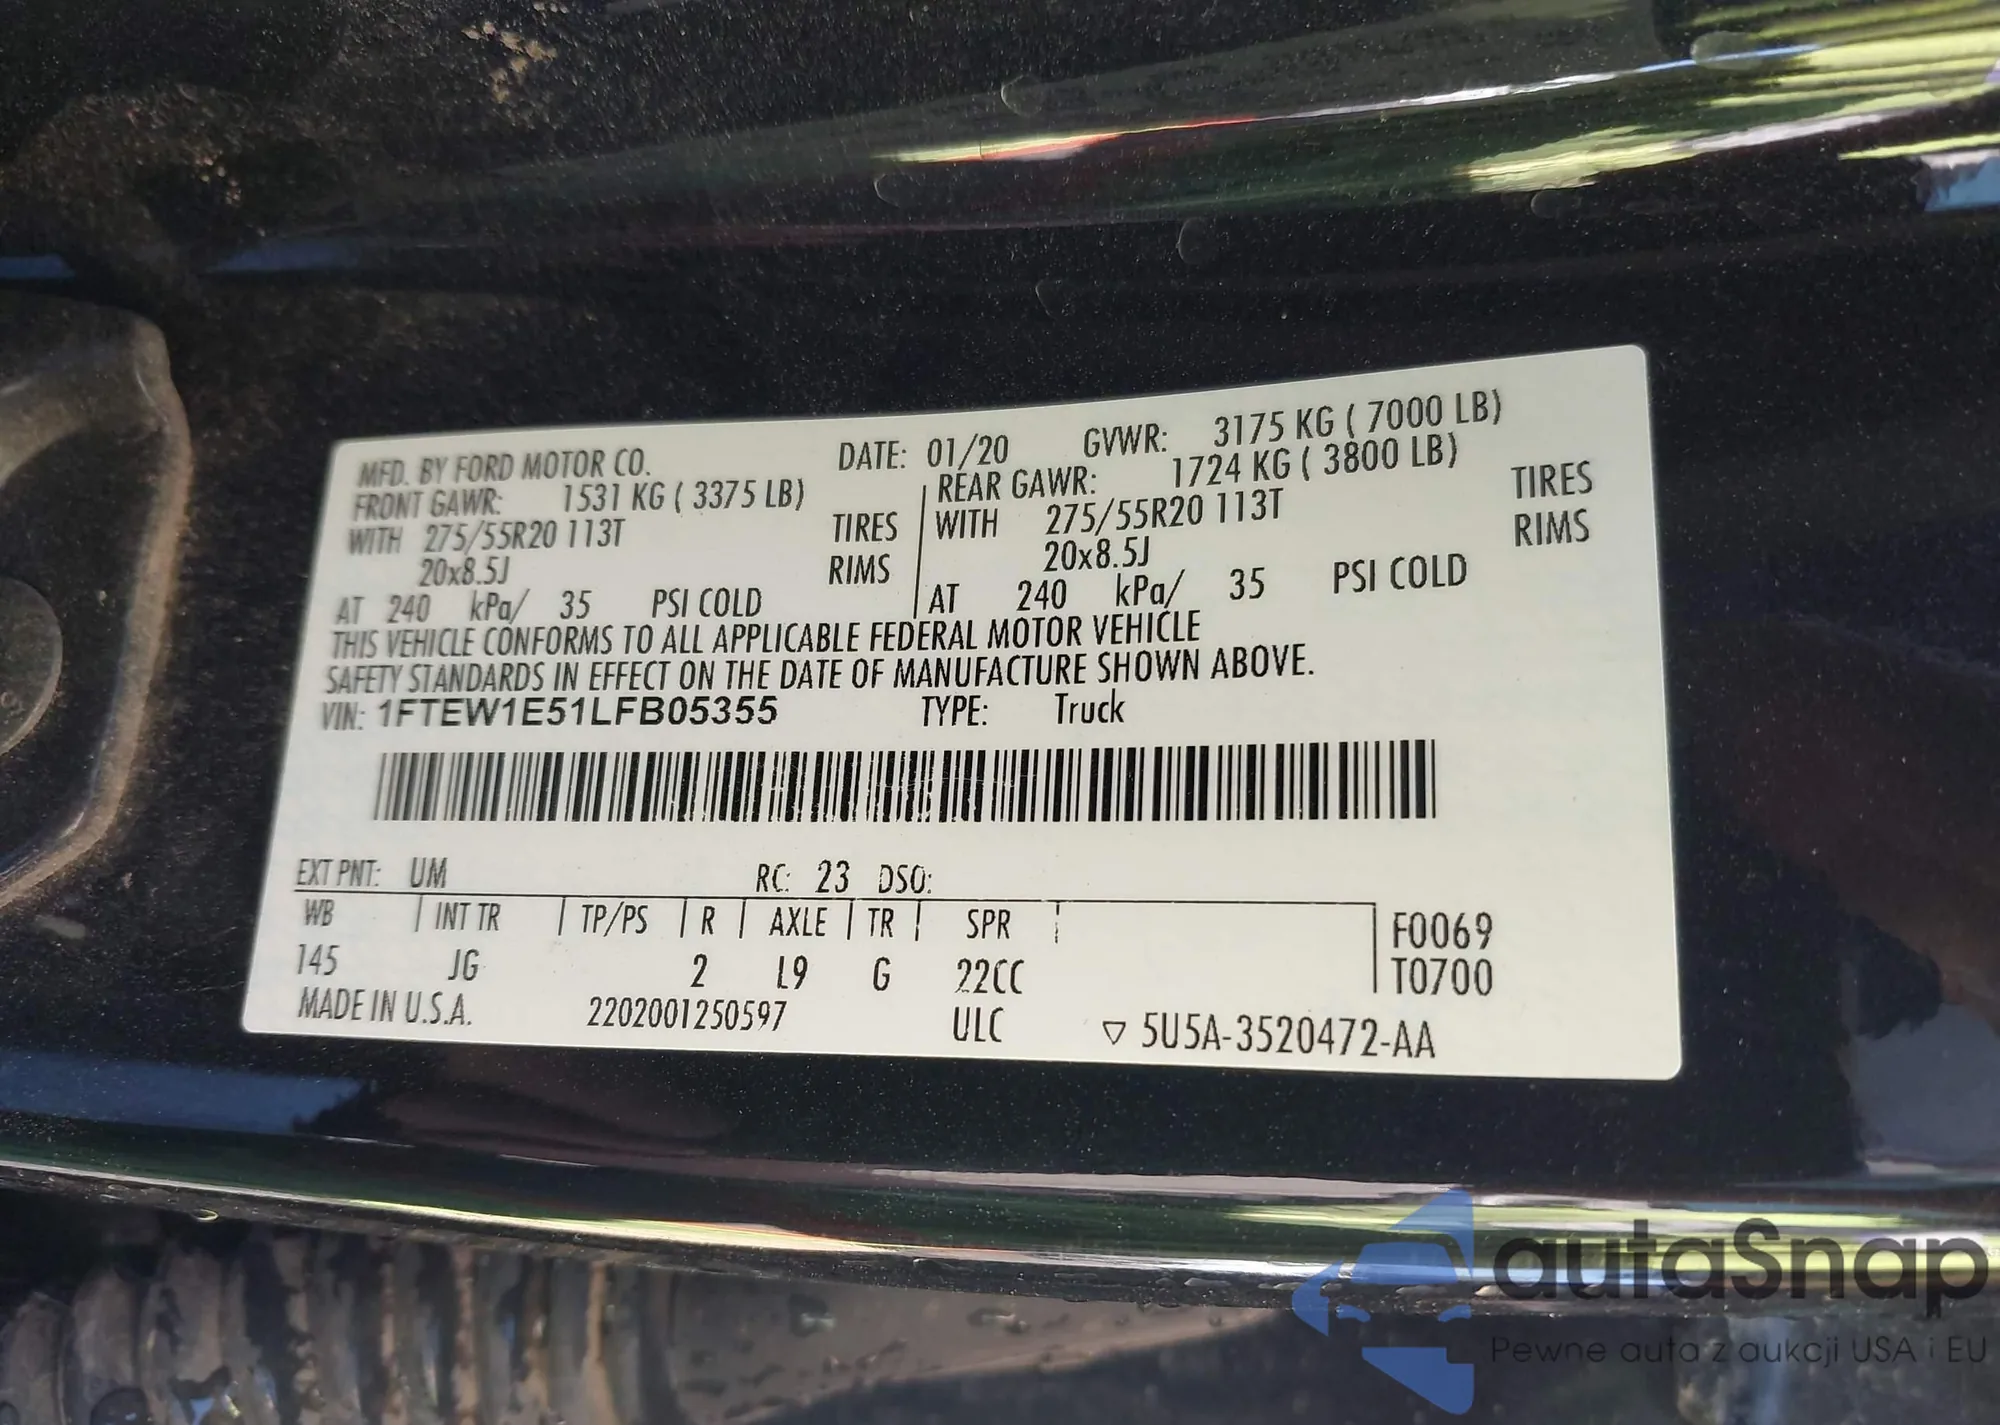 MFD. BY FORD MOTOR CO. DATE: 01/20 GVWR: 3175 KG ( 7000 LB)
FRONT GAWR: 1531 KG ( 3375 LB) REAR GAWR: 1724 KG ( 3800 LB)
WITH 275/55R20 113T TIRES WITH 275/55R20 113T TIRES
20x8.5J RIMS 20x8.5J RIMS
AT 240 kPa/ 35 PSI COLD AT 240 kPa/ 35 PSI COLD
THIS VEHICLE CONFORMS TO ALL APPLICABLE FEDERAL MOTOR VEHICLE
SAFETY STANDARDS IN EFFECT ON THE DATE OF MANUFACTURE SHOWN ABOVE.
VIN: 1FTEW1E51LFB05355 TYPE: Truck
EXT PNT: UM RC: 23 DSO:
WB INT TR TP/PS R AXLE TR SPR F0069
145 JG 2 L9 G 22CC T0700
MADE IN U.S.A. 2202001250597 ULC ▽ 5U5A-3520472-AA
autaSnap
Pewne auta z aukcji USA i EU